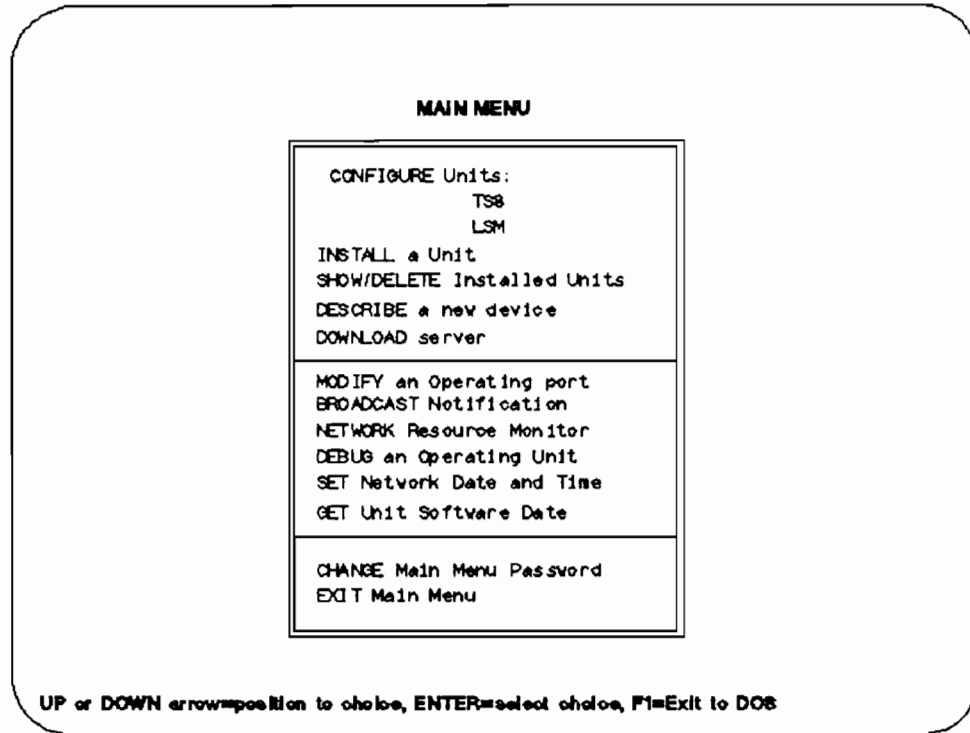 MAIN MENU
CONFIGURE Units:
TS8
LSM
INSTALL a Unit
SHOW/DELETE Installed Units
DESCRIBE a new device
DOWNLOAD server
MODIFY an Operating port
BROADCAST Notification
NETWORK Resource Monitor
DEBUG an Operating Unit
SET Network Date and Time
GET Unit Software Date
CHANGE Main Menu Password
EXIT Main Menu
UP or DOWN arrow=position to choice, ENTER=select choice, F1=Exit to DOS